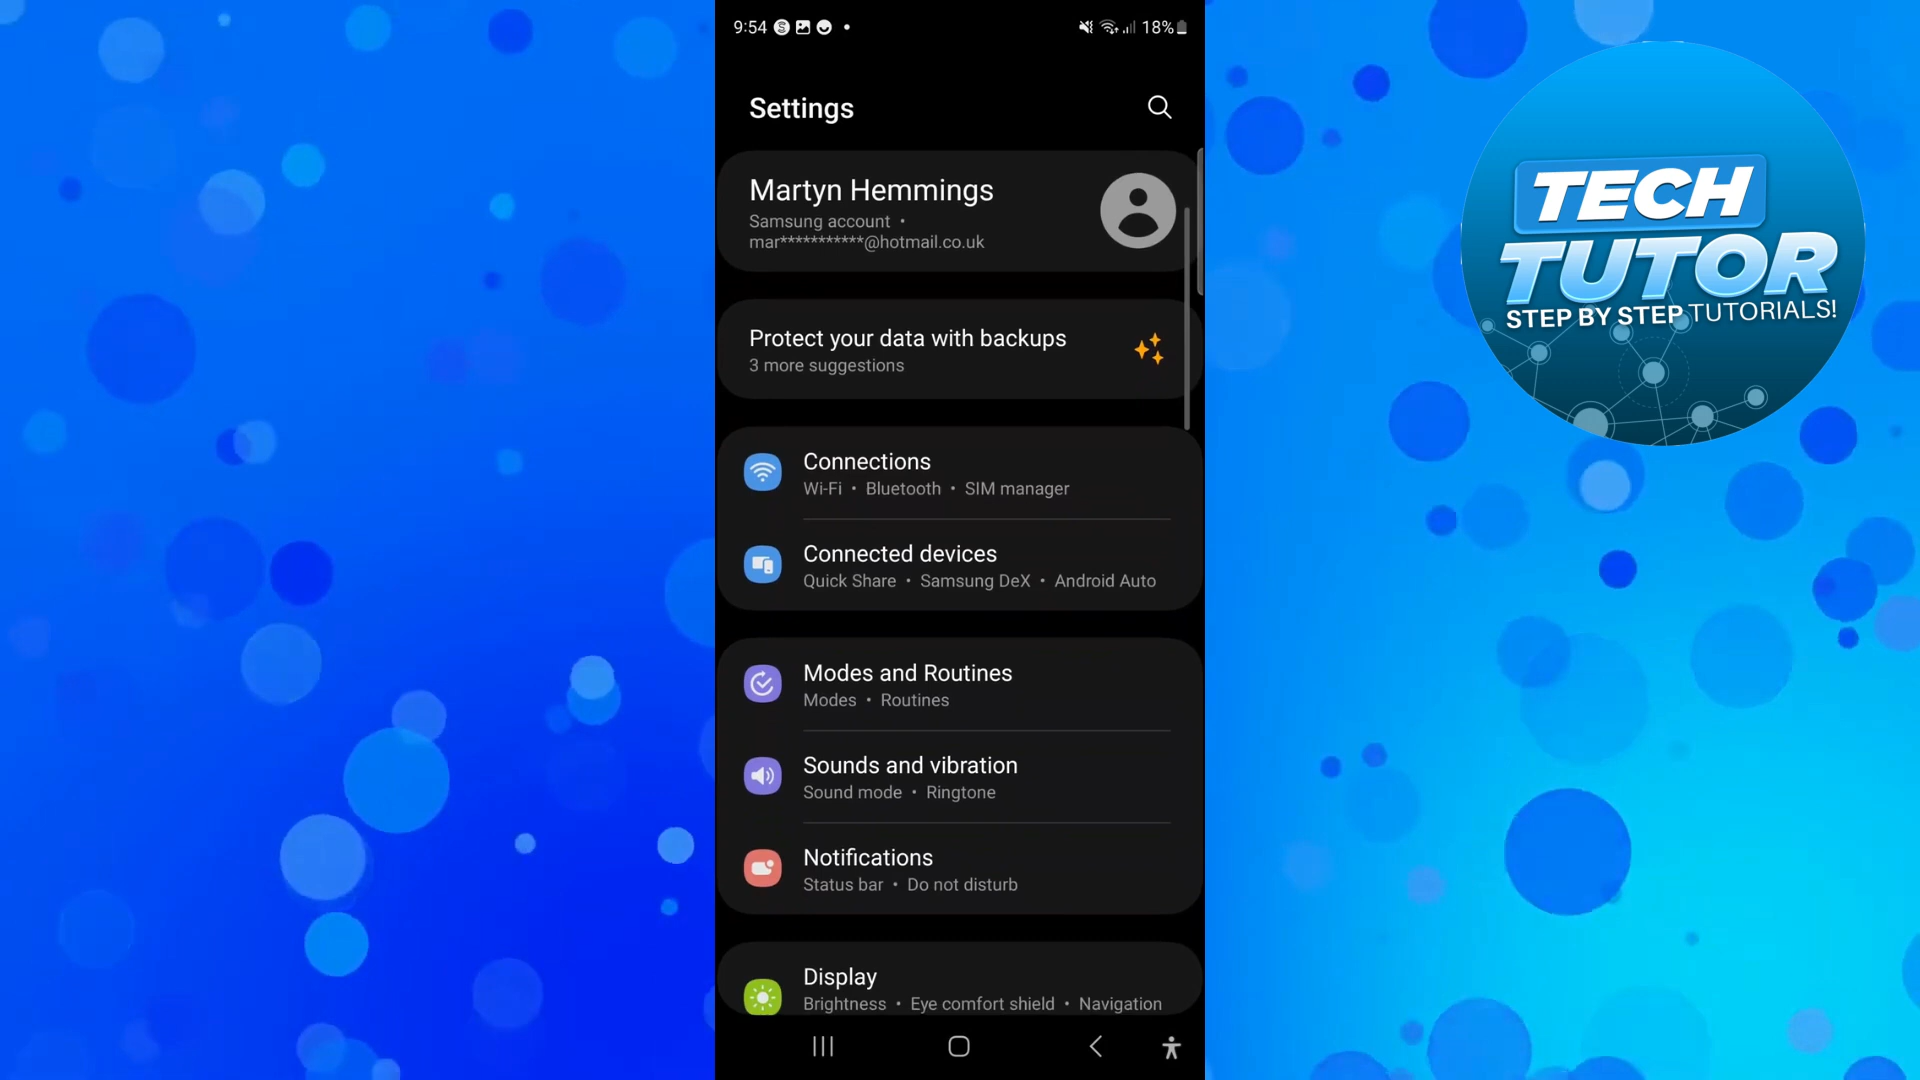 9:54
18%
Settings
Martyn Hemmings
Samsung account •
mar***********@hotmail.co.uk
Protect your data with backups
3 more suggestions
Connections
Wi-Fi • Bluetooth • SIM manager
Connected devices
Quick Share • Samsung DeX • Android Auto
Modes and Routines
Modes • Routines
Sounds and vibration
Sound mode • Ringtone
Notifications
Status bar • Do not disturb
Display
Brightness • Eye comfort shield • Navigation
TECH
TUTOR
STEP BY STEP TUTORIALS!